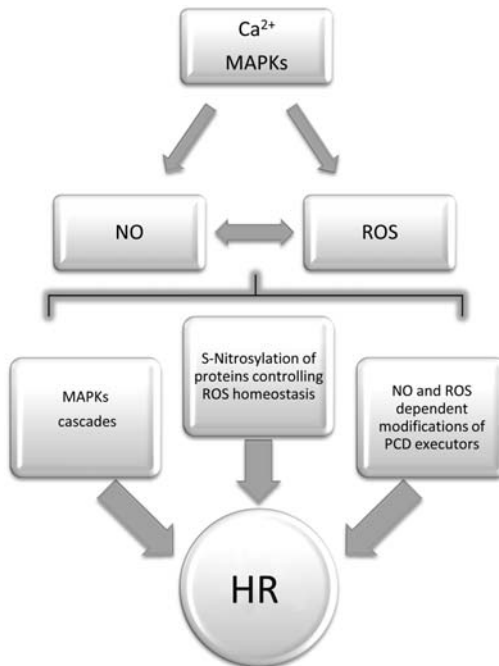 Ca²⁺
MAPKs
NO
ROS
MAPKs
cascades
S-Nitrosylation of
proteins controlling
ROS homeostasis
NO and ROS
dependent
modifications of
PCD executors
HR